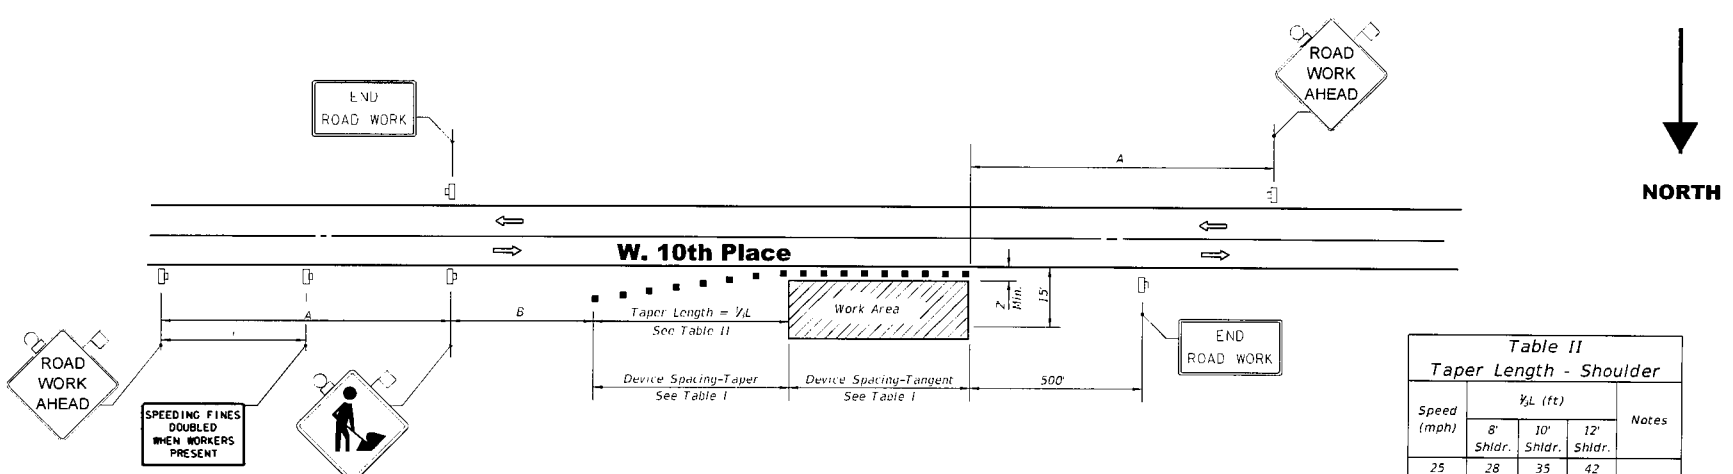 ROAD
WORK
AHEAD
END
ROAD WORK
A
NORTH
W. 10th Place
A
B
Taper Length = ⅓L
See Table II
Work Area
2'
Min.
15'
END
ROAD WORK
ROAD
WORK
AHEAD
SPEEDING FINES
DOUBLED
WHEN WORKERS
PRESENT
Device Spacing-Taper
See Table I
Device Spacing-Tangent
See Table I
500'
Table II
Taper Length - Shoulder
Speed
(mph)
⅓L (ft)
Notes
8'
Shldr.
10'
Shldr.
12'
Shldr.
25 28 35 42